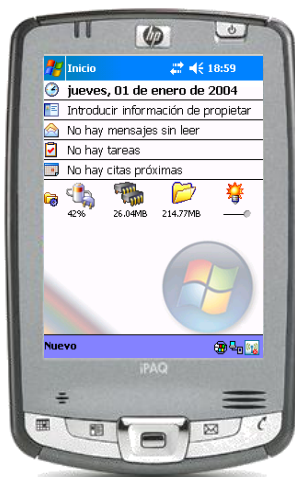 hp
Inicio 18:59
jueves, 01 de enero de 2004
Introducir información de propietar
No hay mensajes sin leer
No hay tareas
No hay citas próximas
42% 26.04MB 214.77MB
Nuevo
iPAQ